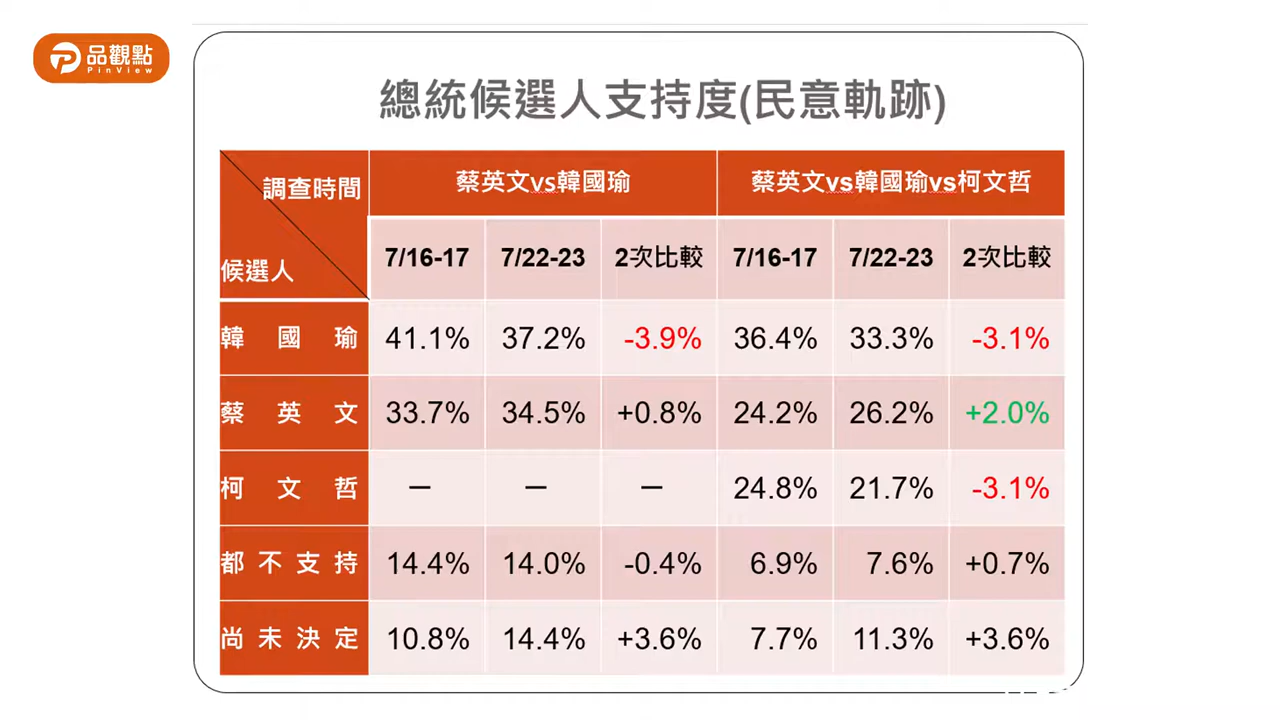 品觀點
PinView
總統候選人支持度(民意軌跡)
調查時間 蔡英文vs韓國瑜 蔡英文vs韓國瑜vs柯文哲
候選人 7/16-17 7/22-23 2次比較 7/16-17 7/22-23 2次比較
韓國瑜 41.1% 37.2% -3.9% 36.4% 33.3% -3.1%
蔡英文 33.7% 34.5% +0.8% 24.2% 26.2% +2.0%
柯文哲 － － － 24.8% 21.7% -3.1%
都不支持 14.4% 14.0% -0.4% 6.9% 7.6% +0.7%
尚未決定 10.8% 14.4% +3.6% 7.7% 11.3% +3.6%